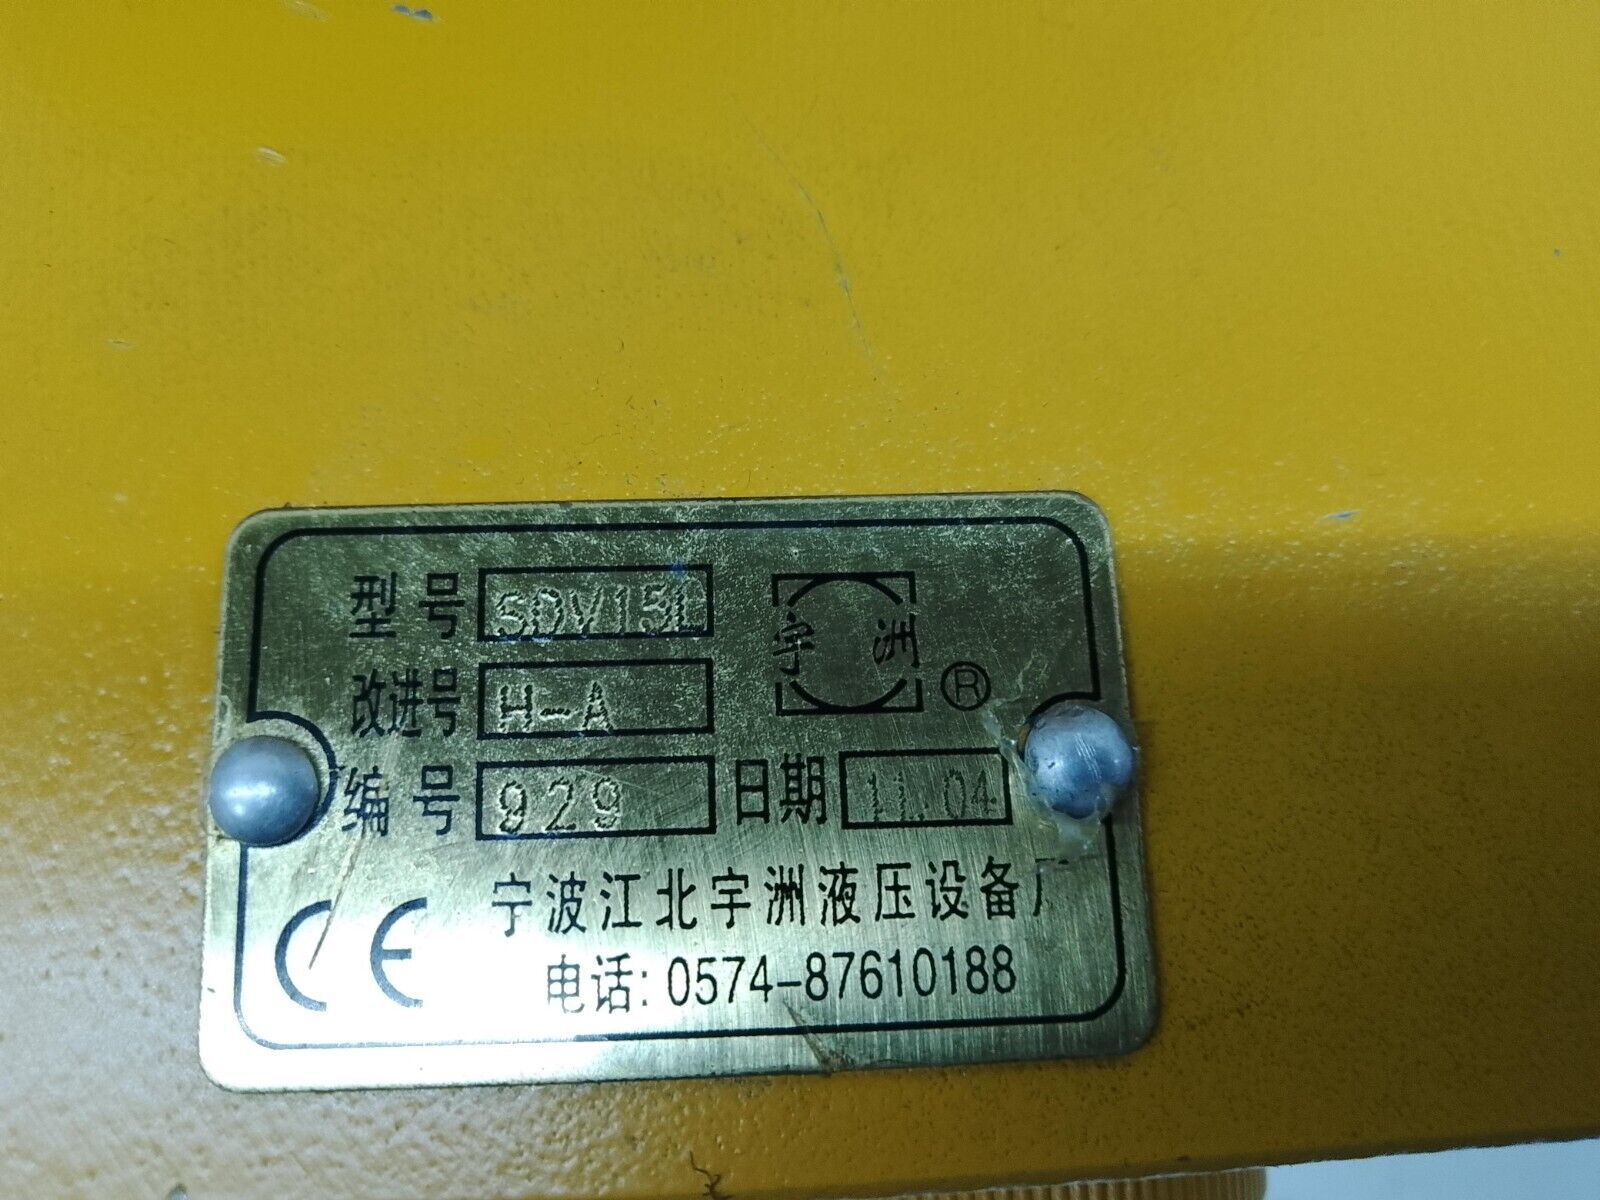 型号 SDV15L
宇洲 ®
改进号 H-A
编号 929 日期 11.04
宁波江北宇洲液压设备厂
CE
电话: 0574-87610188